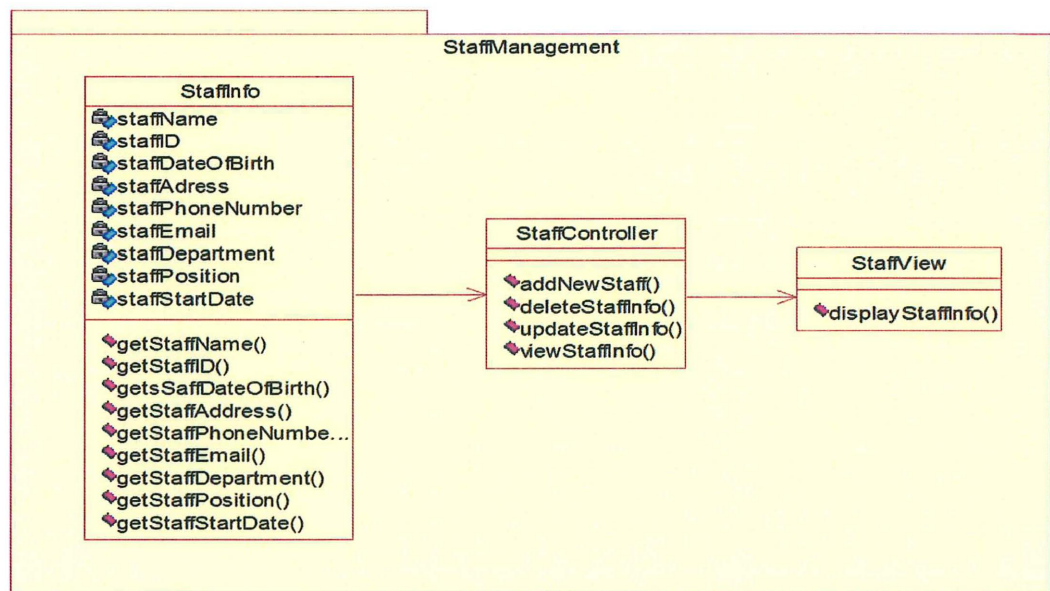 StaffManagement
StaffInfo
staffName
staffID
staffDateOfBirth
staffAdress
staffPhoneNumber
staffEmail
staffDepartment
staffPosition
staffStartDate
getStaffName()
getStaffID()
getsSaffDateOfBirth()
getStaffAddress()
getStaffPhoneNumbe...
getStaffEmail()
getStaffDepartment()
getStaffPosition()
getStaffStartDate()
StaffController
addNewStaff()
deleteStaffInfo()
updateStaffInfo()
viewStaffInfo()
StaffView
displayStaffInfo()